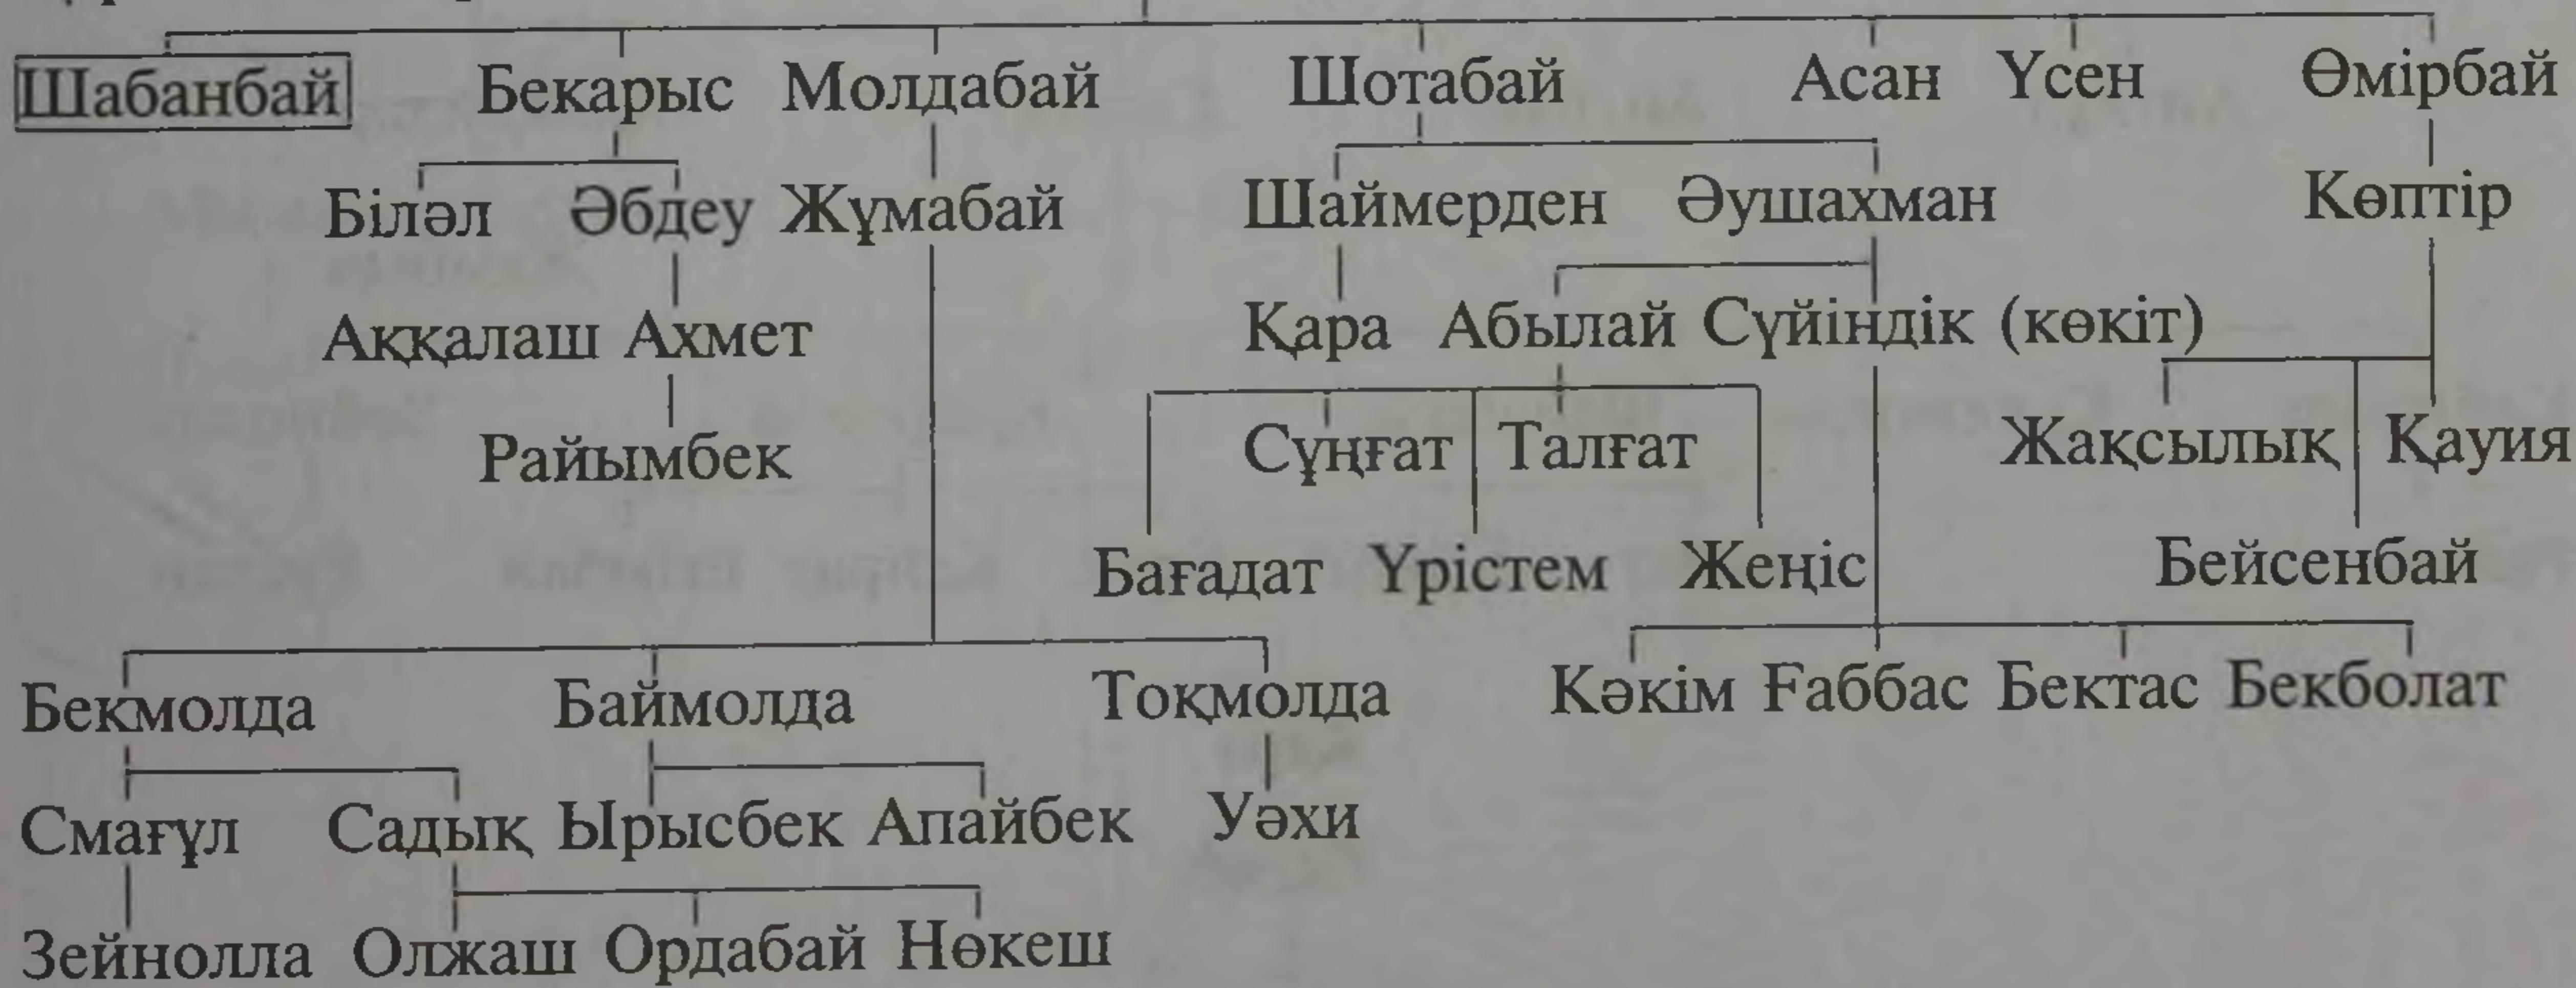 Шабанбай Бекарыс Молдабай Шотабай Асан Үсен Өмірбай
Біләл Әбдеу Жұмабай Шаймерден Әушахман Көптір
Аққалаш Ахмет Қара Абылай Сүйіндік (көкіт)
Райымбек Сұңғат Талғат Жақсылық Қауия
Бағадат Үрістем Жеңіс Бейсенбай
Бекмолда Баймолда Тоқмолда Кәкім Ғаббас Бектас Бекболат
Смағұл Садық Ырысбек Апайбек Уәхи
Зейнолла Олжаш Ордабай Нөкеш